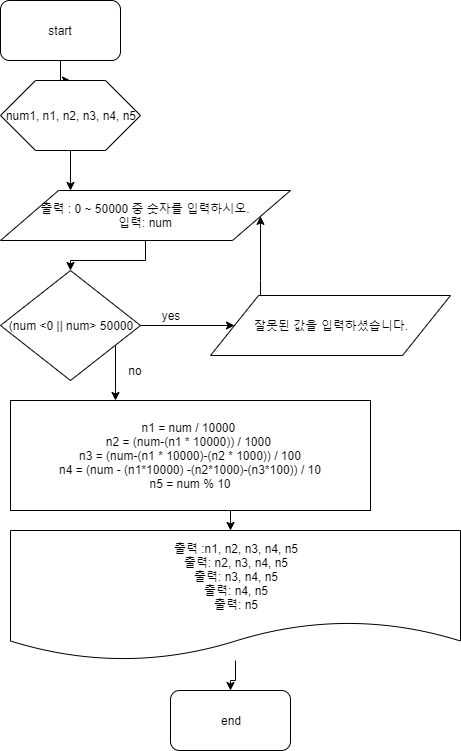 start
num1, n1, n2, n3, n4, n5
출력 : 0 ~ 50000 중 숫자를 입력하시오.
입력: num
(num <0 || num> 50000
yes
잘못된 값을 입력하셨습니다.
no
n1 = num / 10000
n2 = (num-(n1 * 10000)) / 1000
n3 = (num-(n1 * 10000)-(n2 * 1000)) / 100
n4 = (num - (n1*10000) -(n2*1000)-(n3*100)) / 10
n5 = num % 10
출력 :n1, n2, n3, n4, n5
출력: n2, n3, n4, n5
출력: n3, n4, n5
출력: n4, n5
출력: n5
end